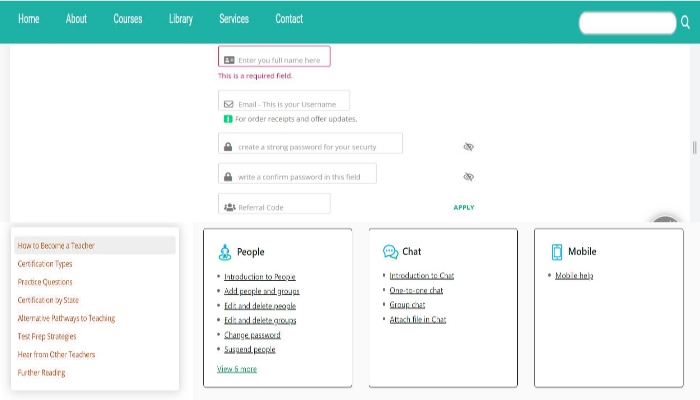 Home About Courses Library Services Contact
Enter you full name here
This is a required field.
Email - This is your Username
For order receipts and offer updates.
create a strong password for your securty
write a confirm password in this field
Referral Code APPLY
How to Become a Teacher
Certification Types
Practice Questions
Certification by State
Alternative Pathways to Teaching
Test Prep Strategies
Hear from Other Teachers
Further Reading
People
Introduction to People
Add people and groups
Edit and delete people
Edit and delete groups
Change password
Suspend people
View 6 more
Chat
Introduction to Chat
One-to-one chat
Group chat
Attach file in Chat
Mobile
Mobile help